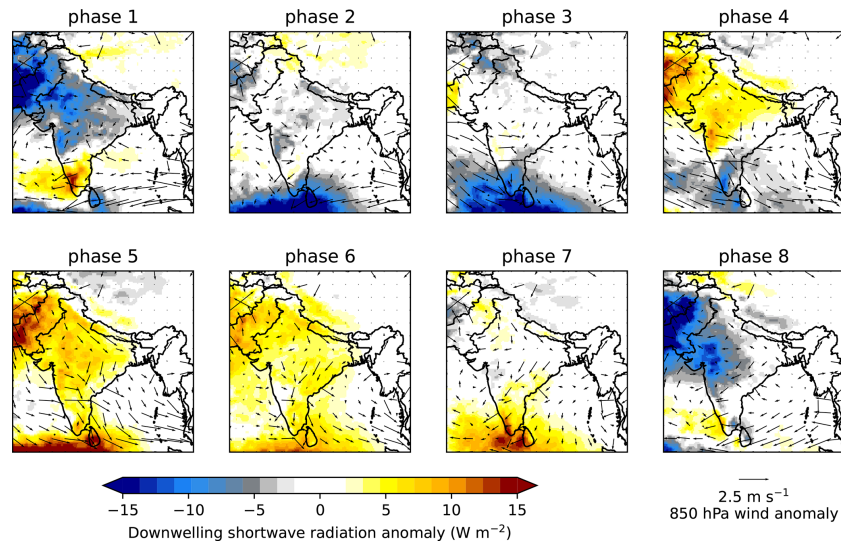 phase 1
phase 2
phase 3
phase 4
phase 5
phase 6
phase 7
phase 8
−15
−10
−5
0
5
10
15
Downwelling shortwave radiation anomaly (W m⁻²)
2.5 m s⁻¹
850 hPa wind anomaly